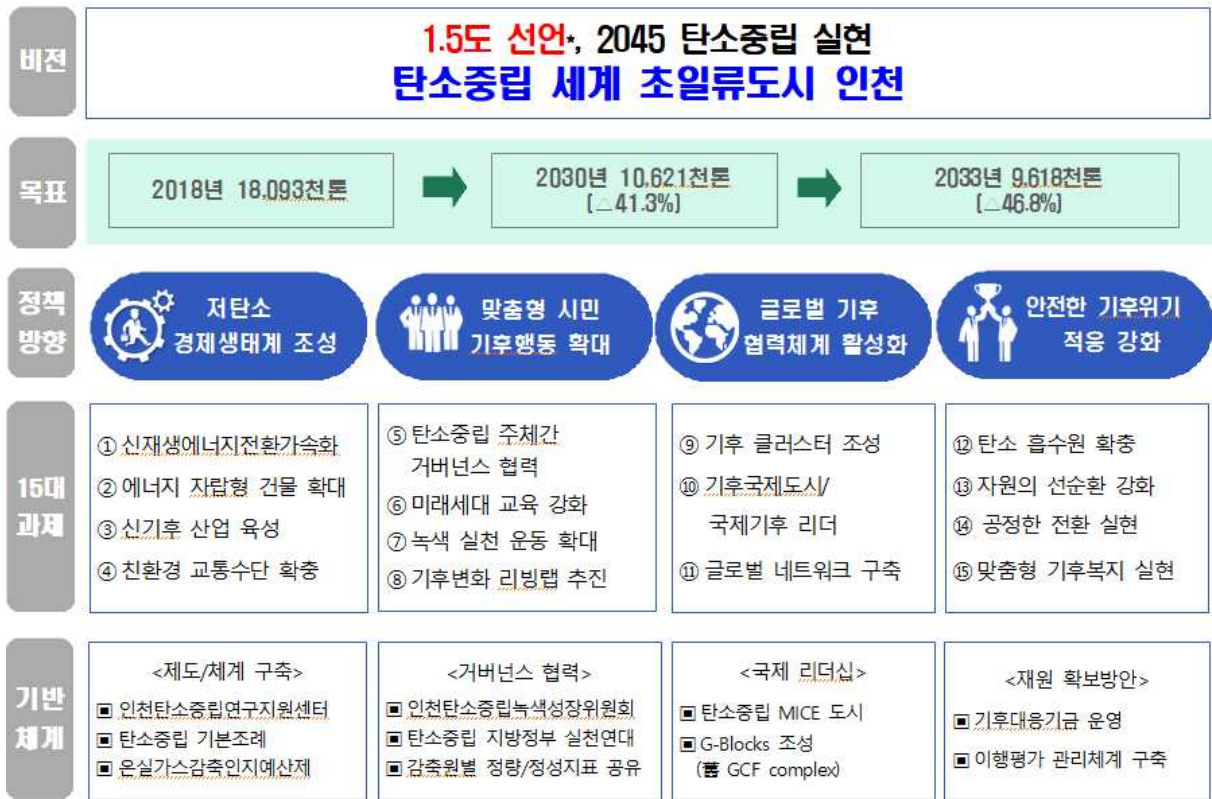 비전
1.5도 선언*, 2045 탄소중립 실현
탄소중립 세계 초일류도시 인천
목표
2018년 18,093천톤
2030년 10,621천톤
(△41.3%)
2033년 9,618천톤
(△46.8%)
정책
방향
저탄소
경제생태계 조성
맞춤형 시민
기후행동 확대
글로벌 기후
협력체계 활성화
안전한 기후위기
적응 강화
15대
과제
① 신재생에너지전환가속화
② 에너지 자랍형 건물 확대
③ 신기후 산업 육성
④ 친환경 교통수단 확충
⑤ 탄소중립 주체간
거버넌스 협력
⑥ 미래세대 교육 강화
⑦ 녹색 실천 운동 확대
⑧ 기후변화 리빙랩 추진
⑨ 기후 클러스터 조성
⑩ 기후국제도시/
국제기후 리더
⑪ 글로벌 네트워크 구축
⑫ 탄소 흡수원 확충
⑬ 자원의 선순환 강화
⑭ 공정한 전환 실현
⑮ 맞춤형 기후복지 실현
기반
체계
<제도/체계 구축>
▣ 인천탄소중립연구지원센터
▣ 탄소중립 기본조례
▣ 온실가스감축인지예산제
<거버넌스 협력>
▣ 인천탄소중립녹색성장위원회
▣ 탄소중립 지방정부 실천연대
▣ 감축원별 정량/정성지표 공유
<국제 리더십>
▣ 탄소중립 MICE 도시
▣ G-Blocks 조성
(舊 GCF complex)
<재원 확보방안>
▣ 기후대응기금 운영
▣ 이행평가 관리체계 구축